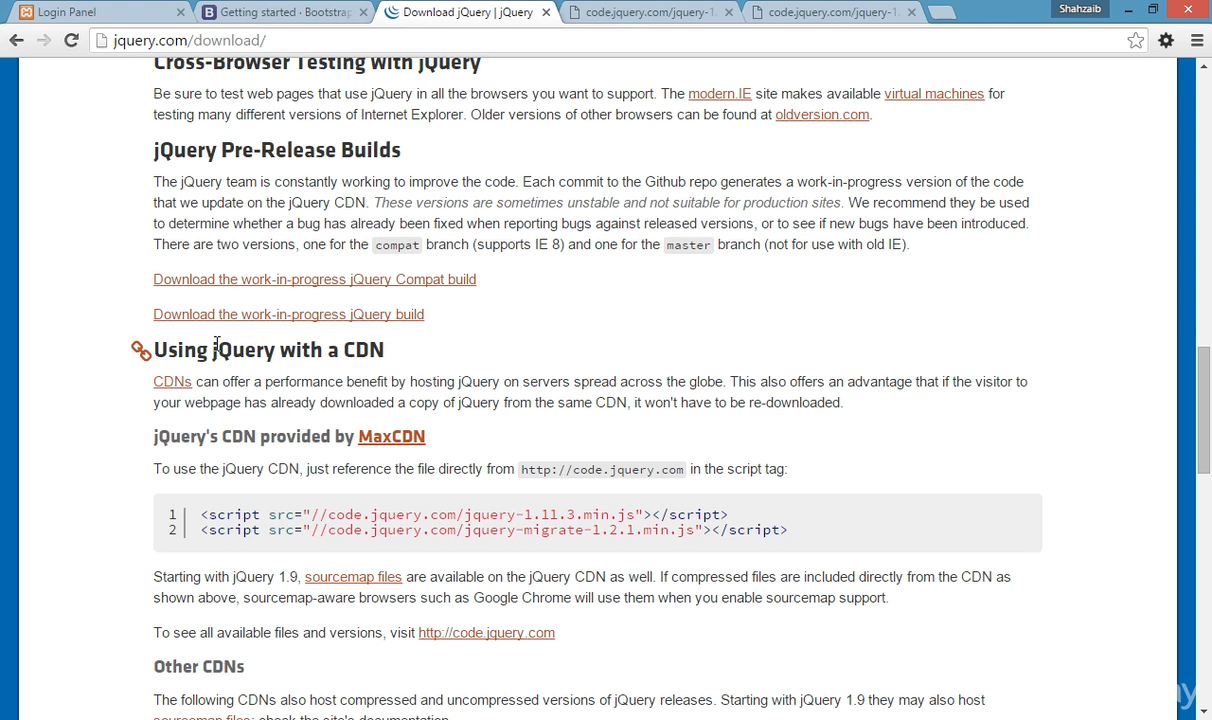 Login Panel
Getting started · Bootstrap
Download jQuery | jQuery
code.jquery.com/jquery-1.
code.jquery.com/jquery-1.
Shahzaib
jquery.com/download/
Cross-Browser Testing with jQuery
Be sure to test web pages that use jQuery in all the browsers you want to support. The modern.IE site makes available virtual machines for
testing many different versions of Internet Explorer. Older versions of other browsers can be found at oldversion.com.
jQuery Pre-Release Builds
The jQuery team is constantly working to improve the code. Each commit to the Github repo generates a work-in-progress version of the code
that we update on the jQuery CDN. These versions are sometimes unstable and not suitable for production sites. We recommend they be used
to determine whether a bug has already been fixed when reporting bugs against released versions, or to see if new bugs have been introduced.
There are two versions, one for the compat branch (supports IE 8) and one for the master branch (not for use with old IE).
Download the work-in-progress jQuery Compat build
Download the work-in-progress jQuery build
Using jQuery with a CDN
CDNs can offer a performance benefit by hosting jQuery on servers spread across the globe. This also offers an advantage that if the visitor to
your webpage has already downloaded a copy of jQuery from the same CDN, it won't have to be re-downloaded.
jQuery's CDN provided by MaxCDN
To use the jQuery CDN, just reference the file directly from http://code.jquery.com in the script tag:
1 <script src="//code.jquery.com/jquery-1.11.3.min.js"></script>
2 <script src="//code.jquery.com/jquery-migrate-1.2.1.min.js"></script>
Starting with jQuery 1.9, sourcemap files are available on the jQuery CDN as well. If compressed files are included directly from the CDN as
shown above, sourcemap-aware browsers such as Google Chrome will use them when you enable sourcemap support.
To see all available files and versions, visit http://code.jquery.com
Other CDNs
The following CDNs also host compressed and uncompressed versions of jQuery releases. Starting with jQuery 1.9 they may also host
sourcemap files; check the site's documentation.